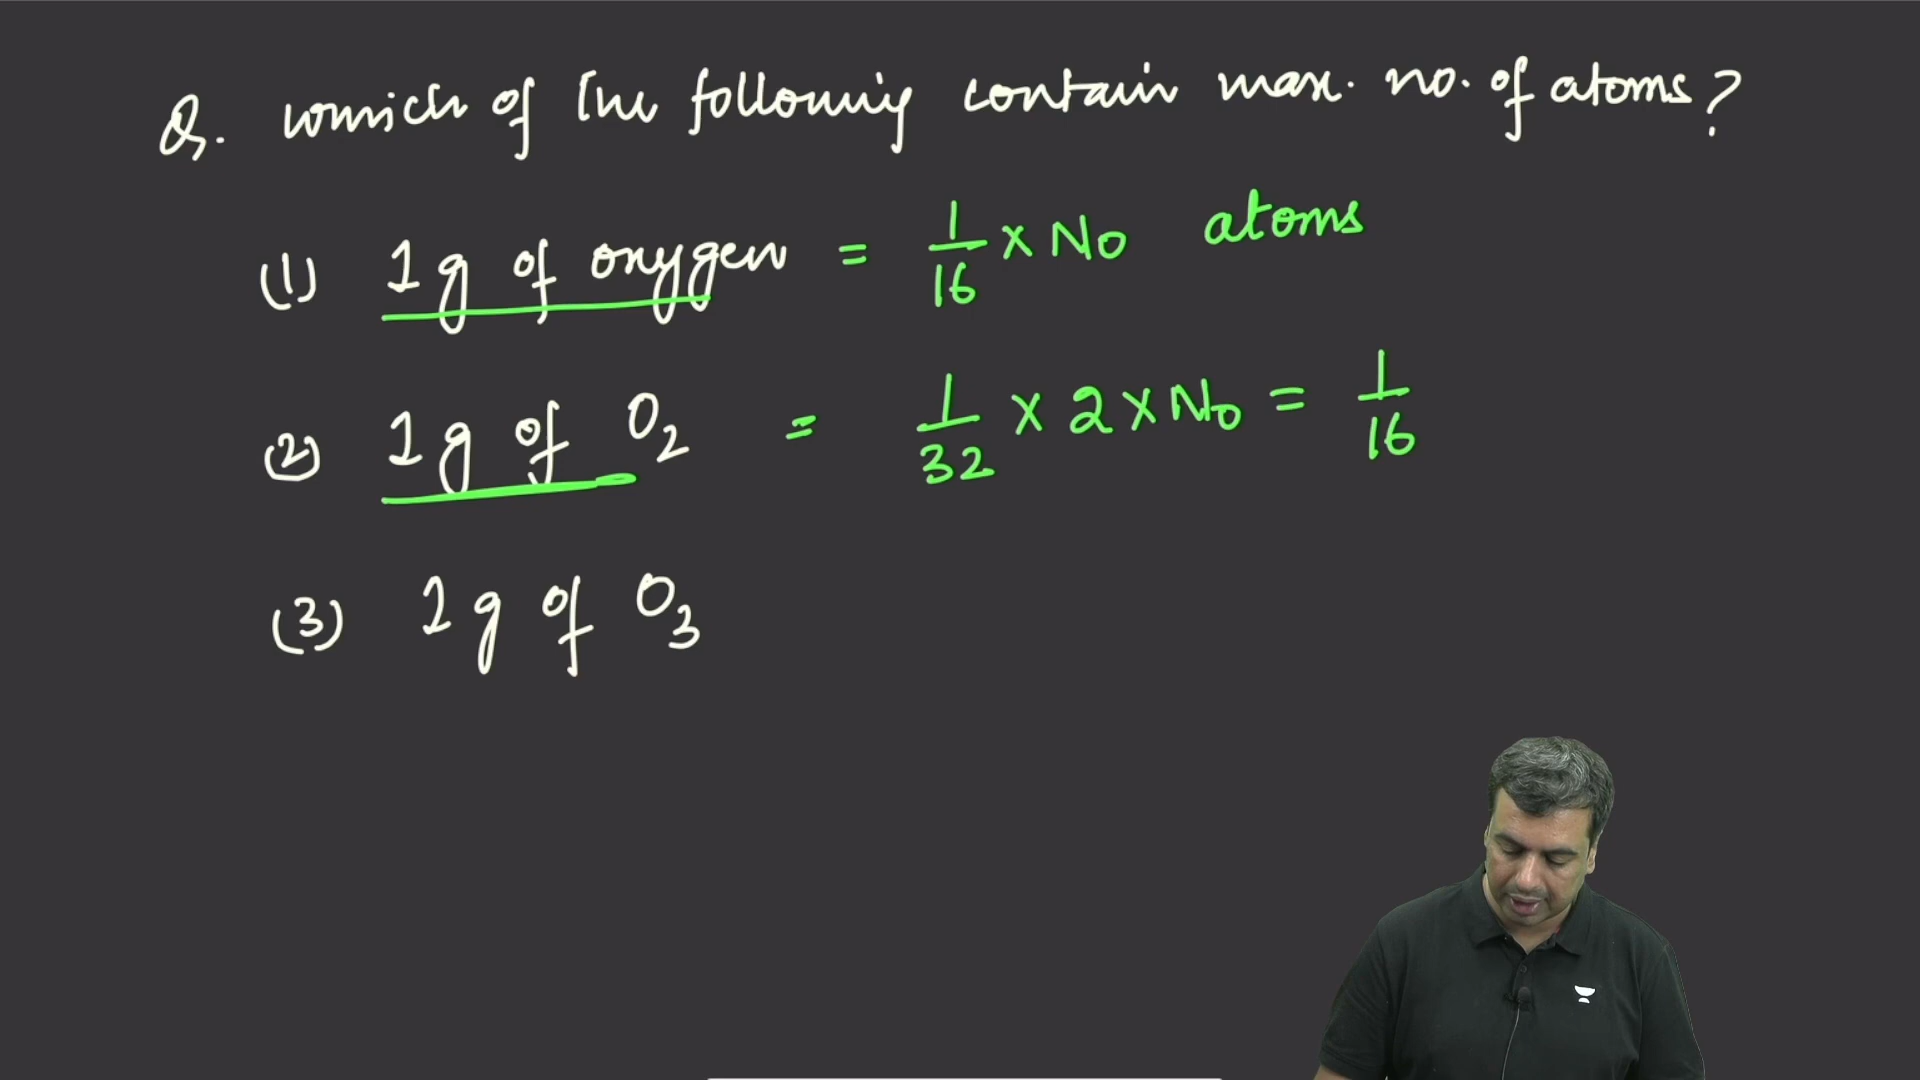 Q. which of the following contain max. no. of atoms?
(1) 1g of oxygen = 1/16 × No atoms
(2) 1g of O₂ = 1/32 × 2 × No = 1/16
(3) 1g of O₃